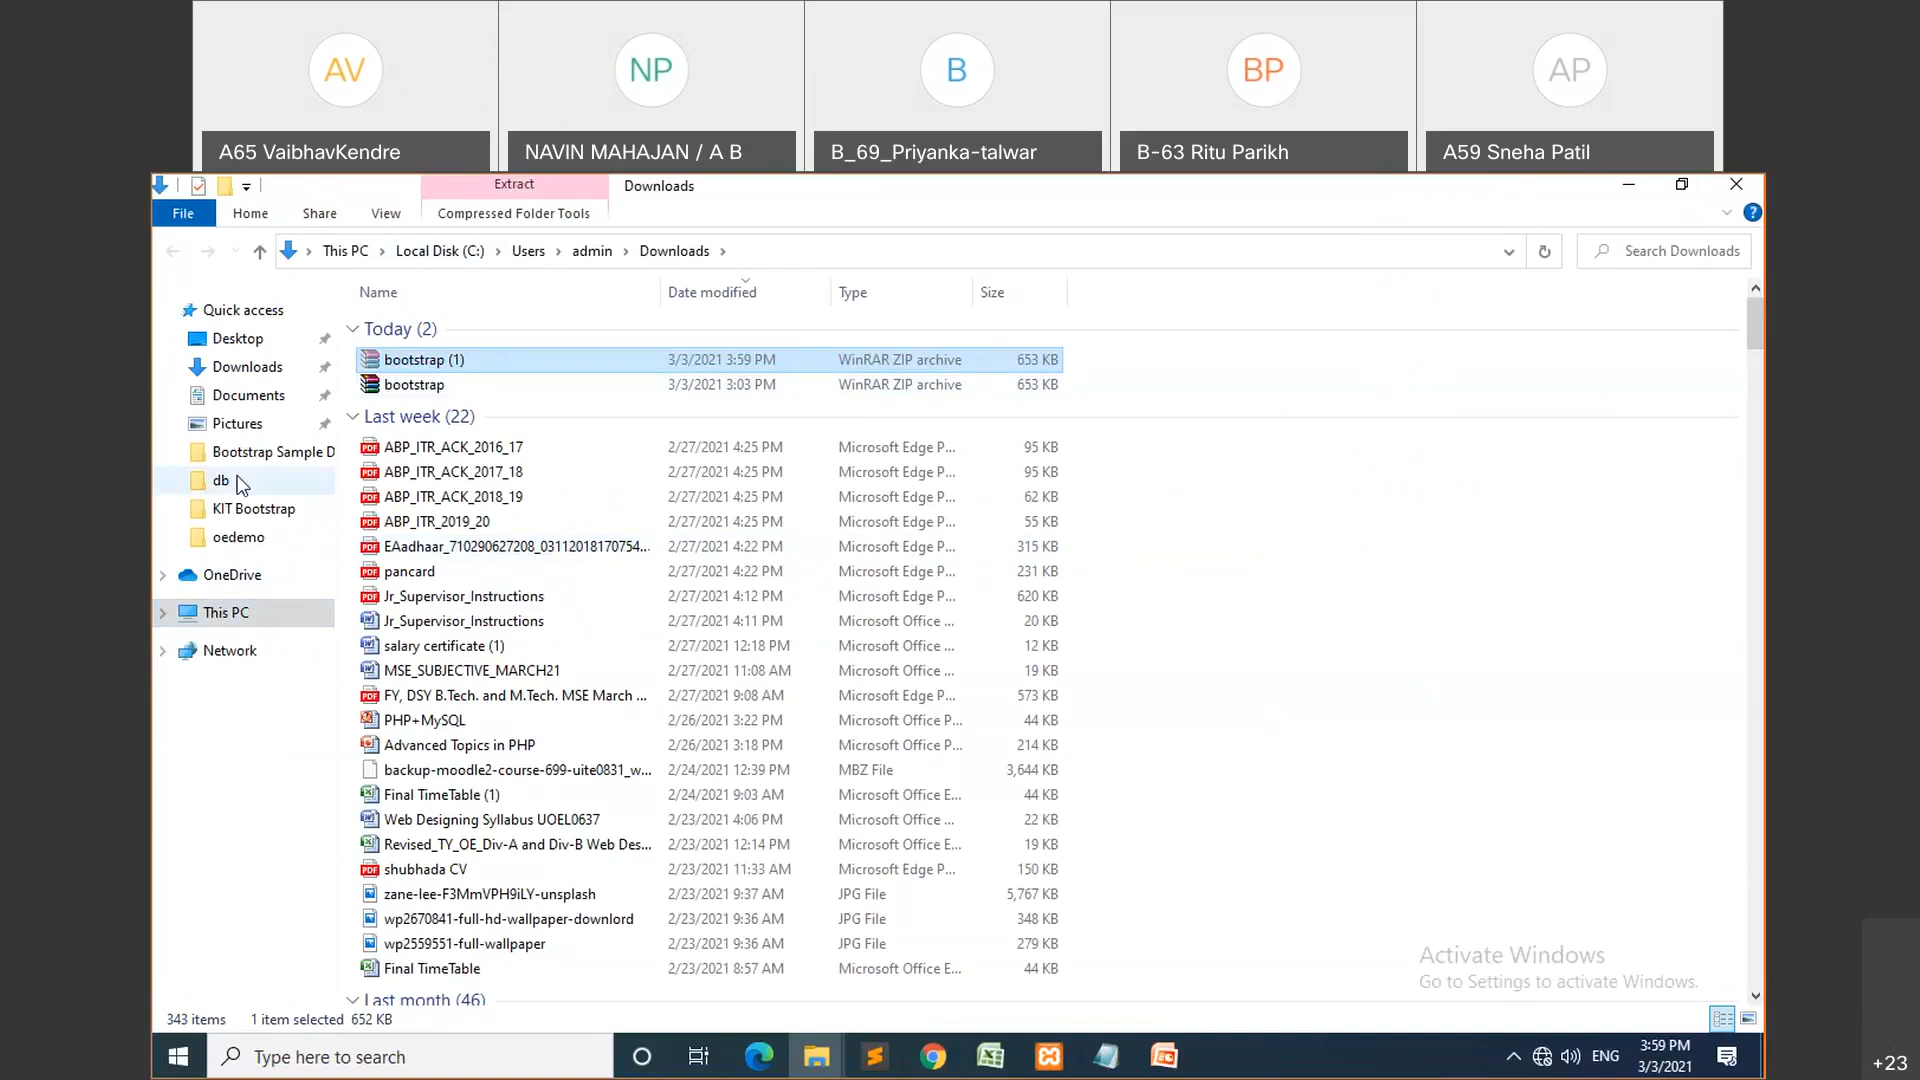 AV
NP
B
BP
AP
A65 VaibhavKendre
NAVIN MAHAJAN / A B
B_69_Priyanka-talwar
B-63 Ritu Parikh
A59 Sneha Patil
Extract
Downloads
File
Home
Share
View
Compressed Folder Tools
This PC
Local Disk (C:)
Users
admin
Downloads
Search Downloads
Name
Date modified
Type
Size
Quick access
Desktop
Downloads
Documents
Pictures
Bootstrap Sample D
db
KIT Bootstrap
oedemo
OneDrive
This PC
Network
Today (2)
bootstrap (1) 3/3/2021 3:59 PM WinRAR ZIP archive 653 KB
bootstrap 3/3/2021 3:03 PM WinRAR ZIP archive 653 KB
Last week (22)
ABP_ITR_ACK_2016_17 2/27/2021 4:25 PM Microsoft Edge P... 95 KB
ABP_ITR_ACK_2017_18 2/27/2021 4:25 PM Microsoft Edge P... 95 KB
ABP_ITR_ACK_2018_19 2/27/2021 4:25 PM Microsoft Edge P... 62 KB
ABP_ITR_2019_20 2/27/2021 4:25 PM Microsoft Edge P... 55 KB
EAadhaar_710290627208_03112018170754... 2/27/2021 4:22 PM Microsoft Edge P... 315 KB
pancard 2/27/2021 4:22 PM Microsoft Edge P... 231 KB
Jr_Supervisor_Instructions 2/27/2021 4:12 PM Microsoft Edge P... 620 KB
Jr_Supervisor_Instructions 2/27/2021 4:11 PM Microsoft Office ... 20 KB
salary certificate (1) 2/27/2021 12:18 PM Microsoft Office ... 12 KB
MSE_SUBJECTIVE_MARCH21 2/27/2021 11:08 AM Microsoft Office ... 19 KB
FY, DSY B.Tech. and M.Tech. MSE March ... 2/27/2021 9:08 AM Microsoft Edge P... 573 KB
PHP+MySQL 2/26/2021 3:22 PM Microsoft Office P... 44 KB
Advanced Topics in PHP 2/26/2021 3:18 PM Microsoft Office P... 214 KB
backup-moodle2-course-699-uite0831_w... 2/24/2021 12:39 PM MBZ File 3,644 KB
Final TimeTable (1) 2/24/2021 9:03 AM Microsoft Office E... 44 KB
Web Designing Syllabus UOEL0637 2/23/2021 4:06 PM Microsoft Office ... 22 KB
Revised_TY_OE_Div-A and Div-B Web Des... 2/23/2021 12:14 PM Microsoft Office E... 19 KB
shubhada CV 2/23/2021 11:33 AM Microsoft Edge P... 150 KB
zane-lee-F3MmVPH9iLY-unsplash 2/23/2021 9:37 AM JPG File 5,767 KB
wp2670841-full-hd-wallpaper-downlord 2/23/2021 9:36 AM JPG File 348 KB
wp2559551-full-wallpaper 2/23/2021 9:36 AM JPG File 279 KB
Final TimeTable 2/23/2021 8:57 AM Microsoft Office E... 44 KB
Last month (46)
Activate Windows
Go to Settings to activate Windows.
343 items 1 item selected 652 KB
Type here to search
ENG
3:59 PM
3/3/2021
+23